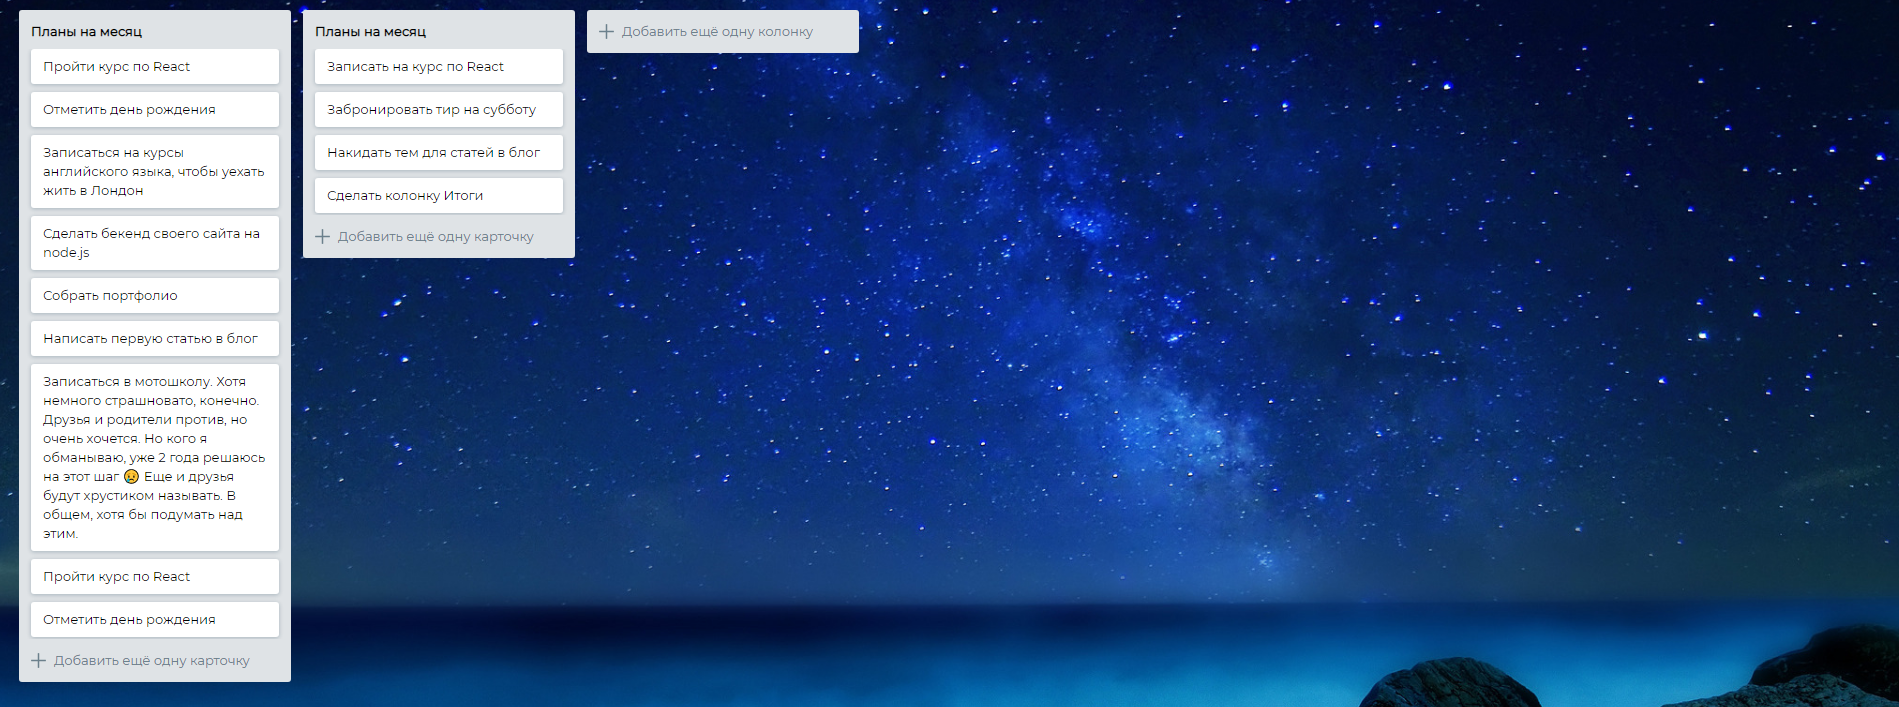 Планы на месяц
Пройти курс по React
Отметить день рождения
Записаться на курсы
английского языка, чтобы уехать
жить в Лондон
Сделать бекенд своего сайта на
node.js
Собрать портфолио
Написать первую статью в блог
Записаться в мотошколу. Хотя
немного страшновато, конечно.
Друзья и родители против, но
очень хочется. Но кого я
обманываю, уже 2 года решаюсь
на этот шаг 😢 Еще и друзья
будут хрустиком называть. В
общем, хотя бы подумать над
этим.
Пройти курс по React
Отметить день рождения
Добавить ещё одну карточку
Планы на месяц
Записать на курс по React
Забронировать тир на субботу
Накидать тем для статей в блог
Сделать колонку Итоги
Добавить ещё одну карточку
Добавить ещё одну колонку